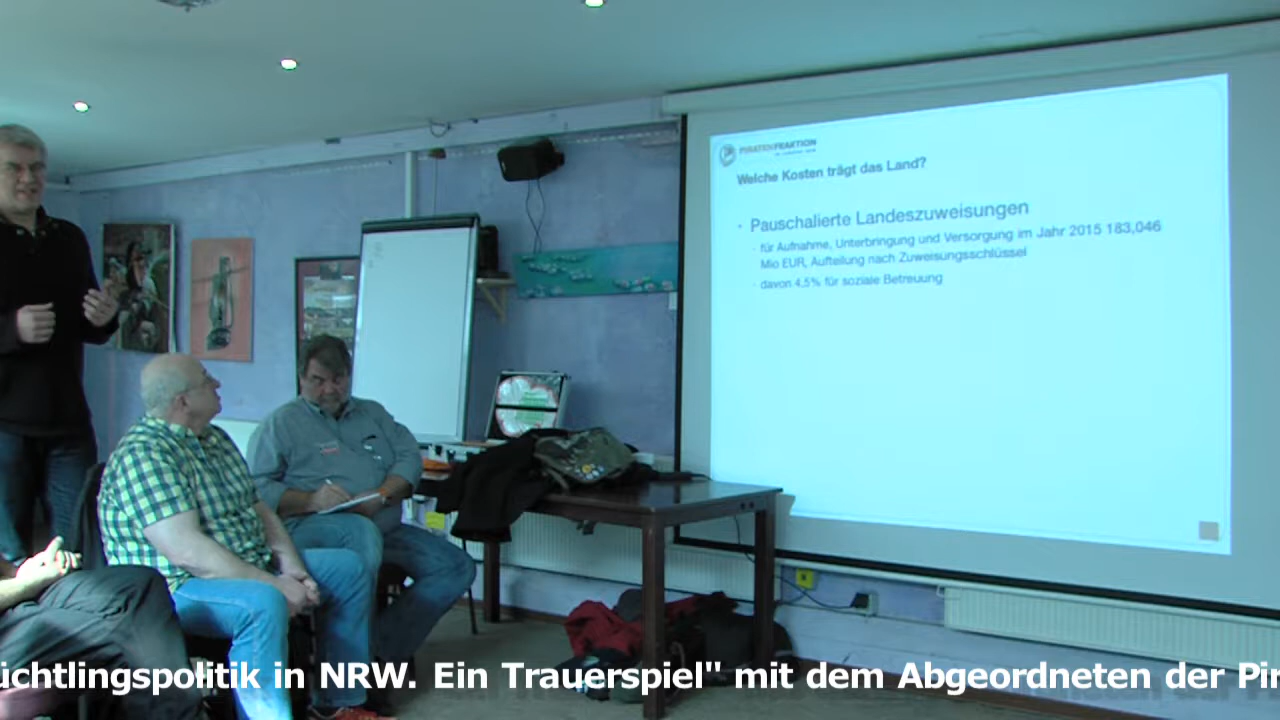 PIRATENFRAKTION
Welche Kosten trägt das Land?
· Pauschalierte Landeszuweisungen
· für Aufnahme, Unterbringung und Versorgung im Jahr 2015 183,046
Mio EUR, Aufteilung nach Zuweisungsschlüssel
· davon 4,5% für soziale Betreuung
üchtlingspolitik in NRW. Ein Trauerspiel" mit dem Abgeordneten der Pir